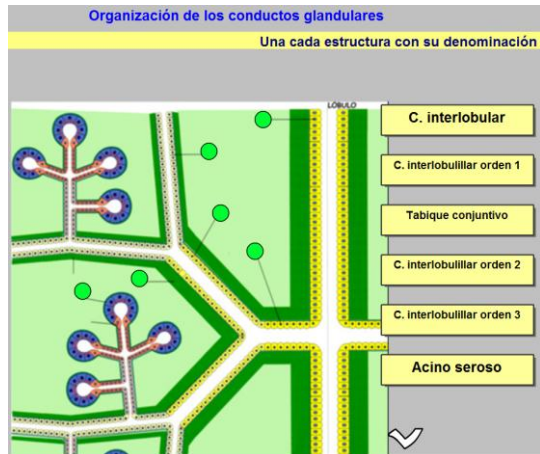 Organización de los conductos glandulares
Una cada estructura con su denominación
LÓBULO
C. interlobular
C. interlobulillar orden 1
Tabique conjuntivo
C. interlobulillar orden 2
C. interlobulillar orden 3
Acino seroso